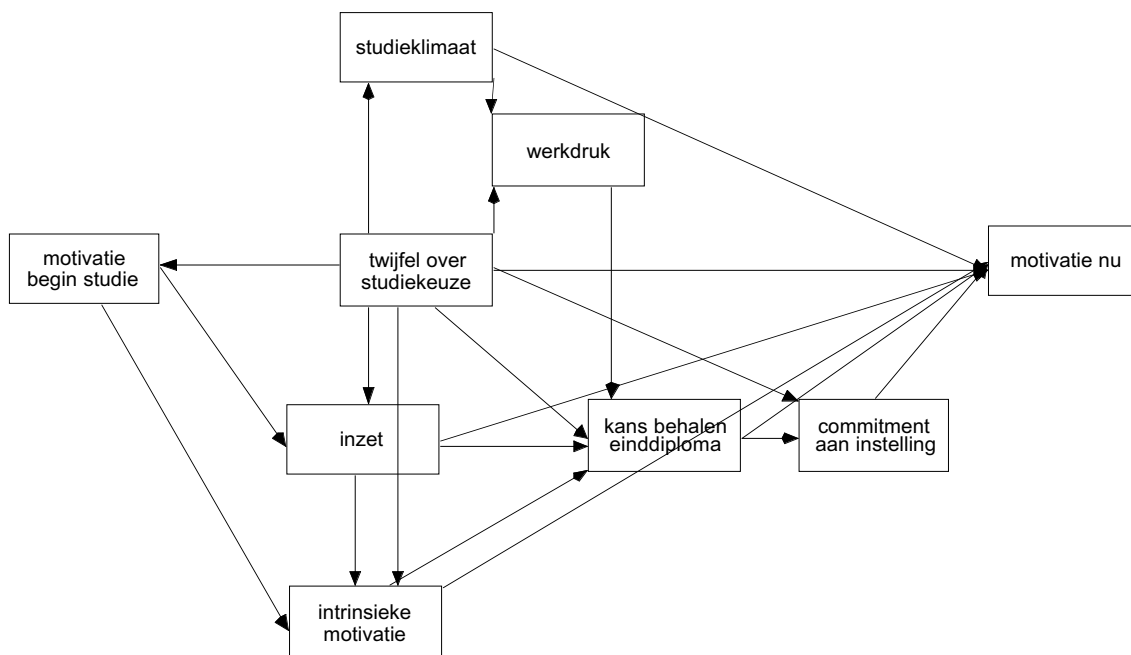 studieklimaat
werkdruk
motivatie
begin studie
twijfel over
studiekeuze
motivatie nu
inzet
kans behalen
einddiploma
commitment
aan instelling
intrinsieke
motivatie